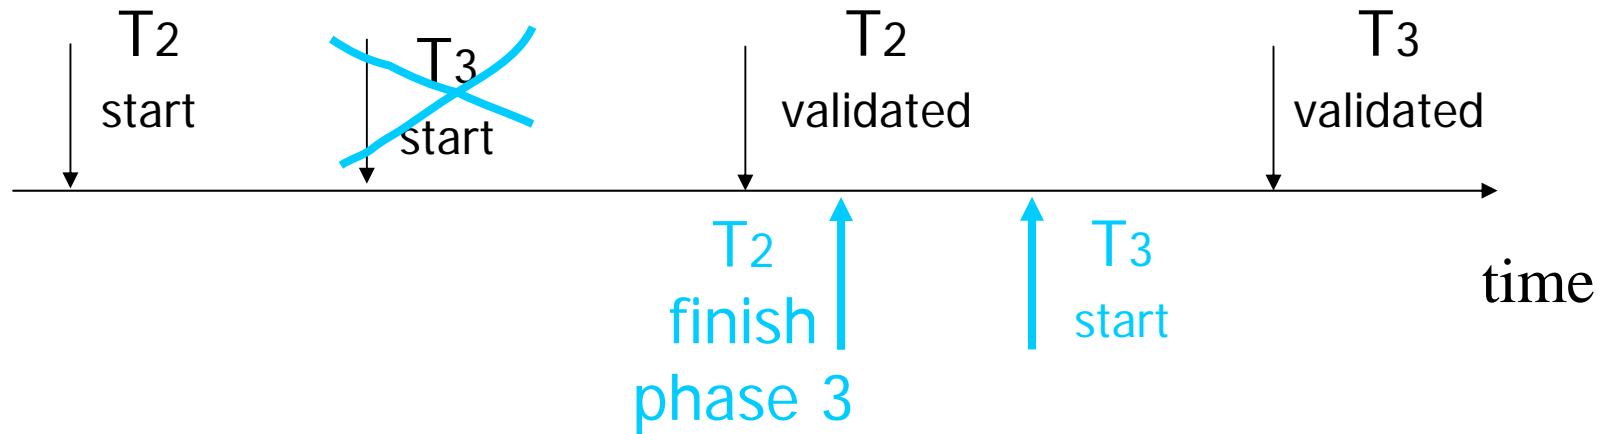 T2
start
T3
start
T2
validated
T3
validated
T2
finish
phase 3
T3
start
time